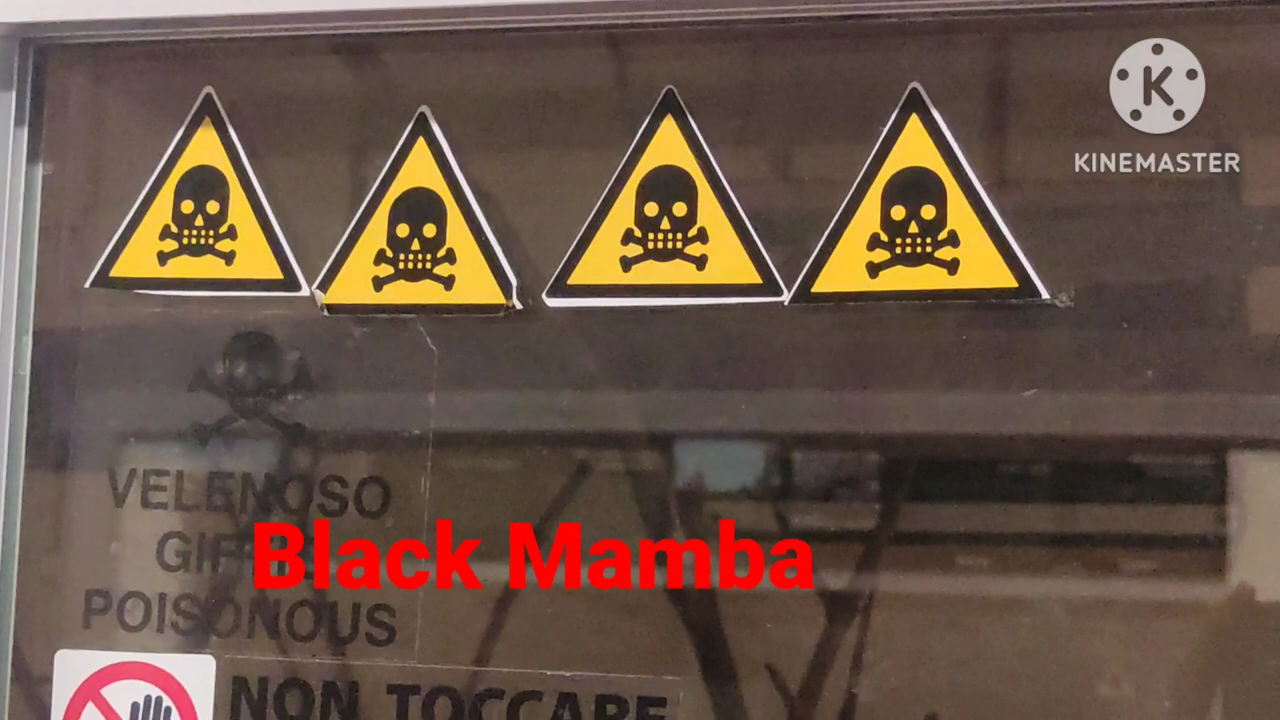 K
KINEMASTER
VELENOSO
Black Mamba
POISONOUS
NON TOCCARE